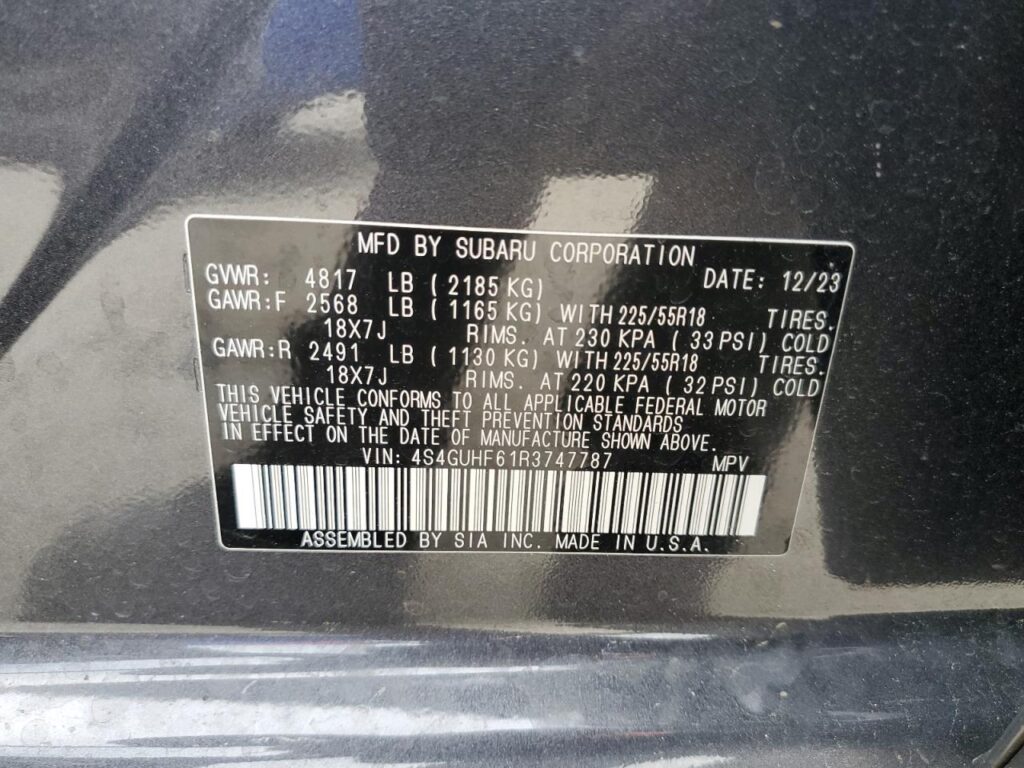 MFD BY SUBARU CORPORATION
GVWR: 4817 LB ( 2185 KG) DATE: 12/23
GAWR:F 2568 LB ( 1165 KG) WITH 225/55R18 TIRES.
18X7J RIMS. AT 230 KPA ( 33 PSI) COLD
GAWR:R 2491 LB ( 1130 KG) WITH 225/55R18 TIRES.
18X7J RIMS. AT 220 KPA ( 32 PSI) COLD
THIS VEHICLE CONFORMS TO ALL APPLICABLE FEDERAL MOTOR
VEHICLE SAFETY AND THEFT PREVENTION STANDARDS
IN EFFECT ON THE DATE OF MANUFACTURE SHOWN ABOVE.
VIN: 4S4GUHF61R3747787 MPV
ASSEMBLED BY SIA INC. MADE IN U.S.A.